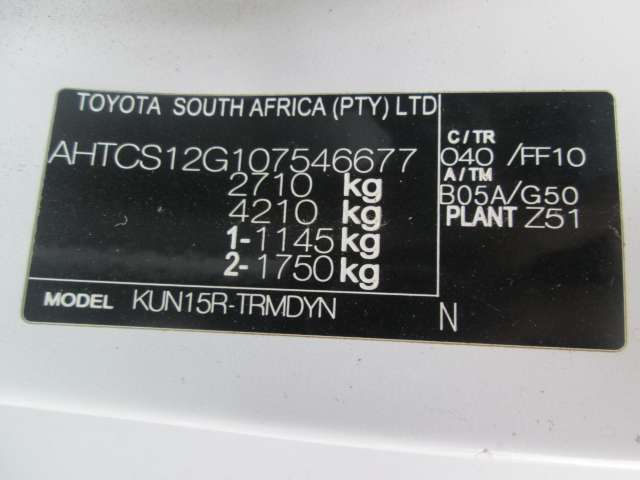 TOYOTA SOUTH AFRICA (PTY) LTD
AHTCS12G107546677
2710 kg
4210 kg
1-1145 kg
2-1750 kg
MODEL KUN15R-TRMDYN
C/TR
040 /FF10
A/TM
B05A/G50
PLANT Z51
N